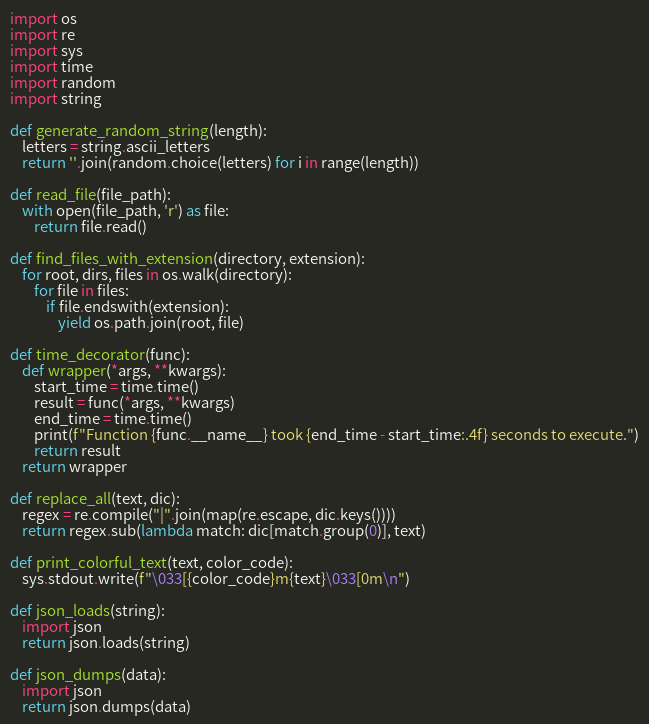 import os
import re
import sys
import time
import random
import string

def generate_random_string(length):
    letters = string.ascii_letters
    return ''.join(random.choice(letters) for i in range(length))

def read_file(file_path):
    with open(file_path, 'r') as file:
        return file.read()

def find_files_with_extension(directory, extension):
    for root, dirs, files in os.walk(directory):
        for file in files:
            if file.endswith(extension):
                yield os.path.join(root, file)

def time_decorator(func):
    def wrapper(*args, **kwargs):
        start_time = time.time()
        result = func(*args, **kwargs)
        end_time = time.time()
        print(f"Function {func.__name__} took {end_time - start_time:.4f} seconds to execute.")
        return result
    return wrapper

def replace_all(text, dic):
    regex = re.compile("|".join(map(re.escape, dic.keys())))
    return regex.sub(lambda match: dic[match.group(0)], text)

def print_colorful_text(text, color_code):
    sys.stdout.write(f"\033[{color_code}m{text}\033[0m\n")

def json_loads(string):
    import json
    return json.loads(string)

def json_dumps(data):
    import json
    return json.dumps(data)